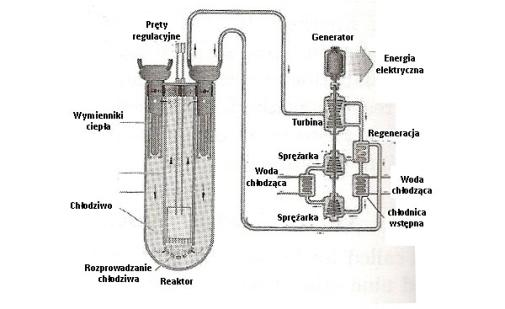 Pręty
regulacyjne
Generator
Energia
elektryczna
Wymienniki
ciepła
Turbina
Regeneracja
Sprężarka
Woda
chłodząca
Woda
chłodząca
Chłodziwo
Sprężarka
chłodnica
wstępna
Rozprowadzanie
chłodziwa
Reaktor